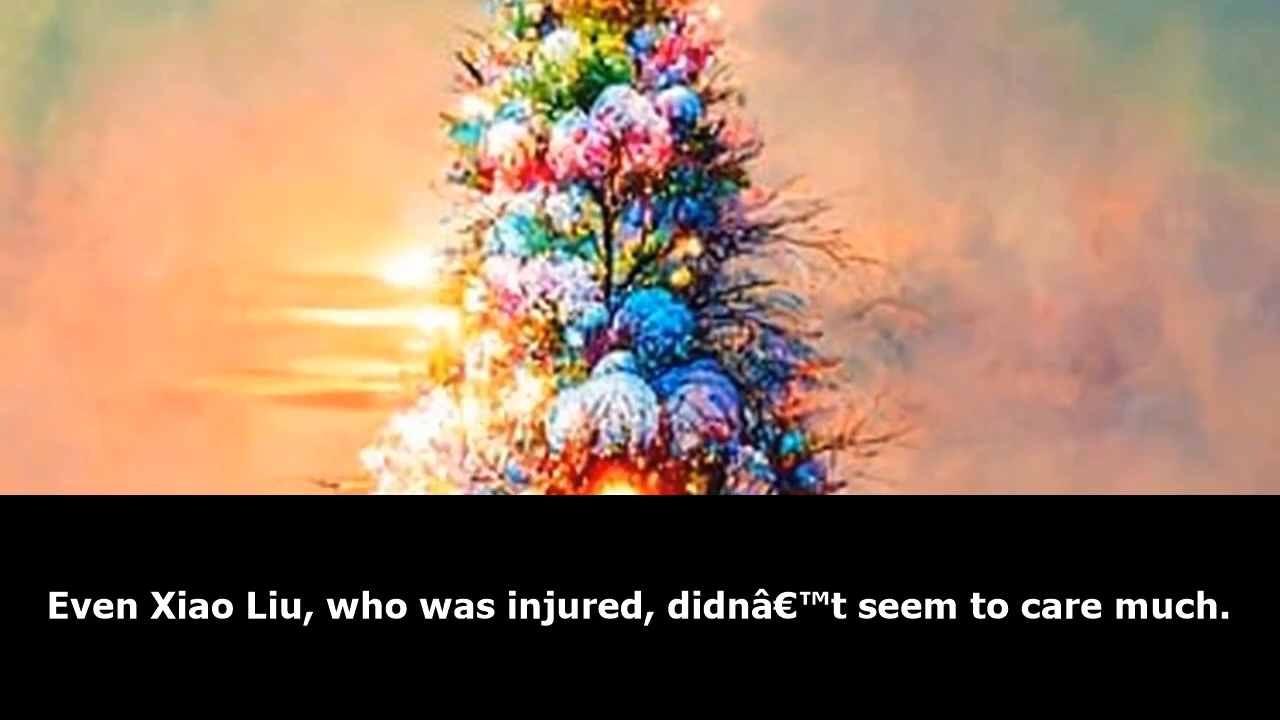 Even Xiao Liu, who was injured, didnâ€™t seem to care much.